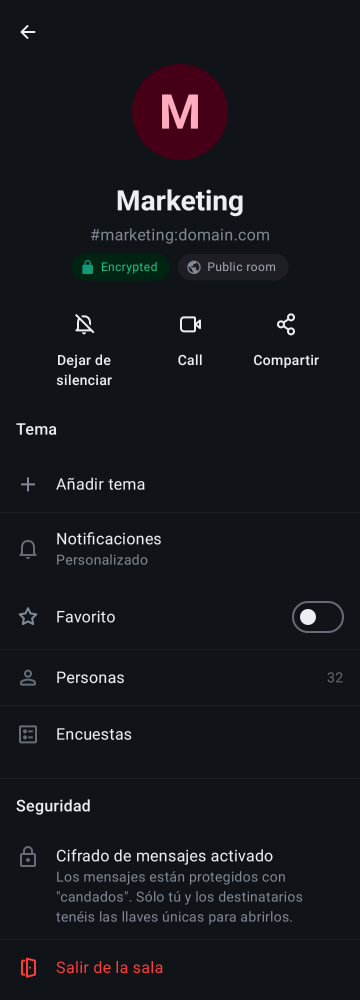 M
Marketing
#marketing:domain.com
Encrypted
Public room
Dejar de
silenciar
Call
Compartir
Tema
Añadir tema
Notificaciones
Personalizado
Favorito
Personas
32
Encuestas
Seguridad
Cifrado de mensajes activado
Los mensajes están protegidos con
"candados". Sólo tú y los destinatarios
tenéis las llaves únicas para abrirlos.
Salir de la sala